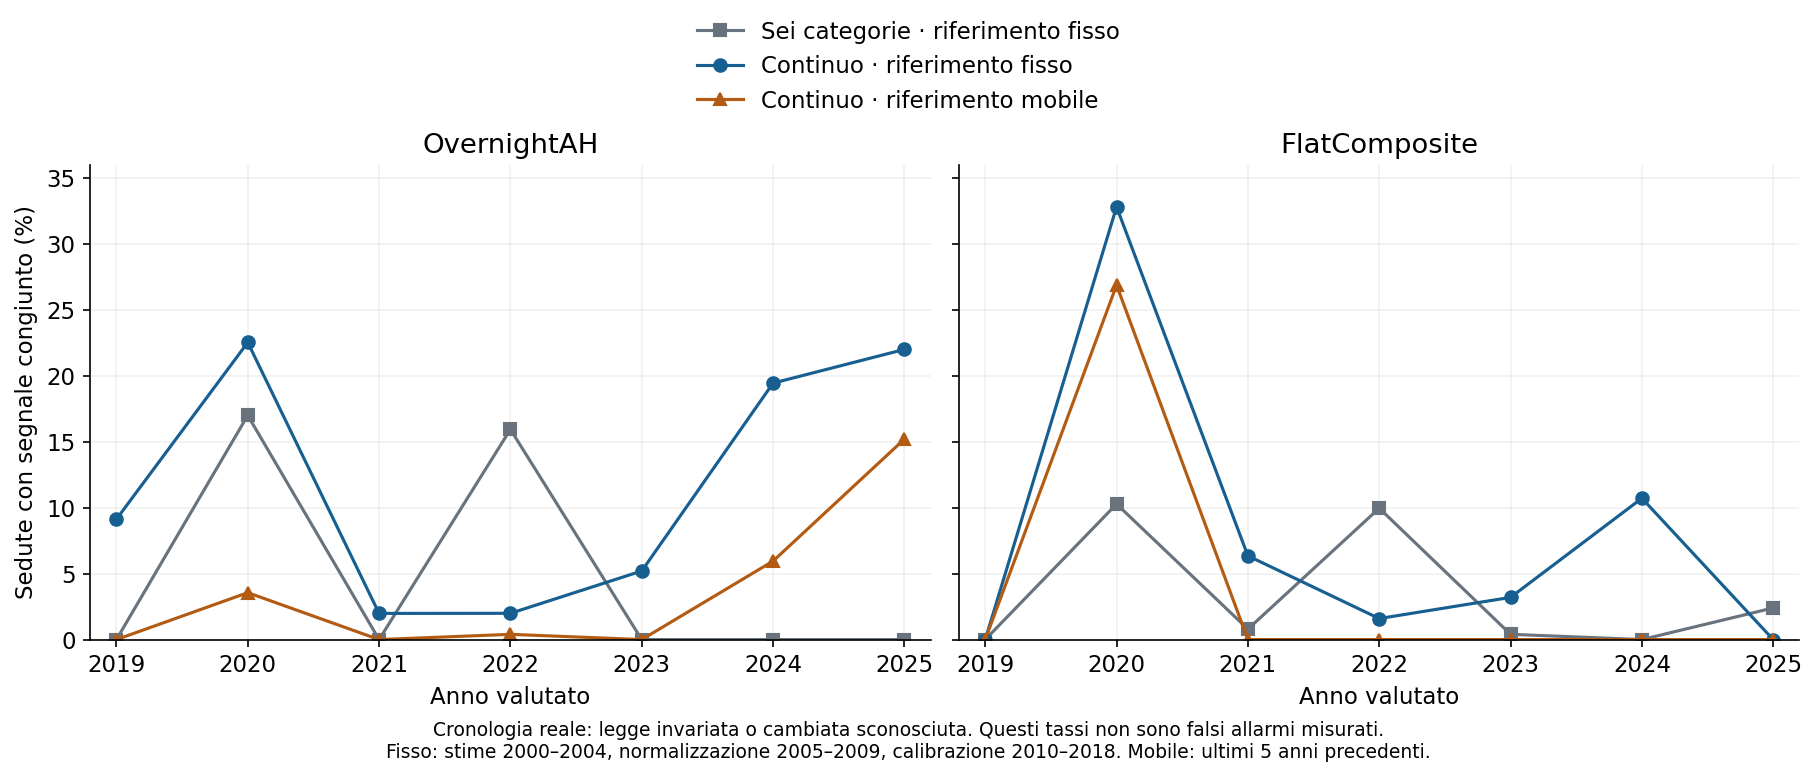 Sei categorie · riferimento fisso
Continuo · riferimento fisso
Continuo · riferimento mobile
OvernightAH
FlatComposite
Sedute con segnale congiunto (%)
35
30
25
20
15
10
5
0
2019 2020 2021 2022 2023 2024 2025
2019 2020 2021 2022 2023 2024 2025
Anno valutato
Anno valutato
Cronologia reale: legge invariata o cambiata sconosciuta. Questi tassi non sono falsi allarmi misurati.
Fisso: stime 2000–2004, normalizzazione 2005–2009, calibrazione 2010–2018. Mobile: ultimi 5 anni precedenti.